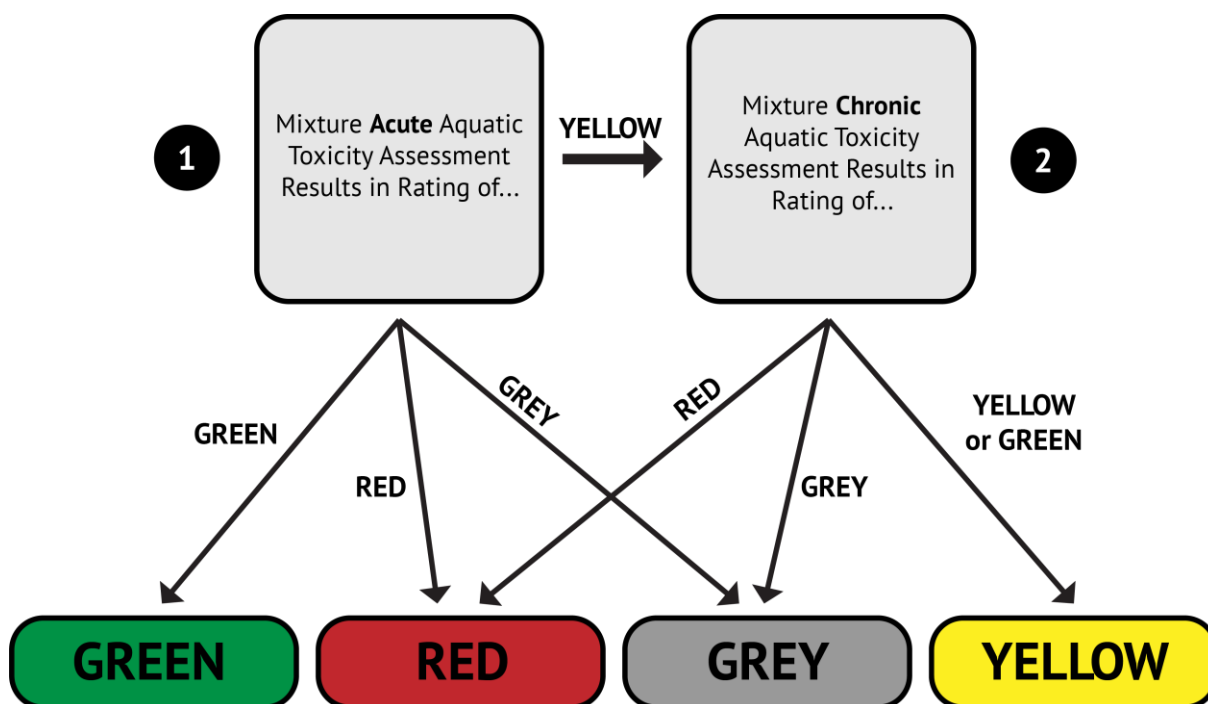 1
Mixture Acute Aquatic
Toxicity Assessment
Results in Rating of...
YELLOW
Mixture Chronic
Aquatic Toxicity
Assessment Results in
Rating of...
2
GREEN
RED
GREY
RED
GREY
YELLOW
or GREEN
GREEN
RED
GREY
YELLOW